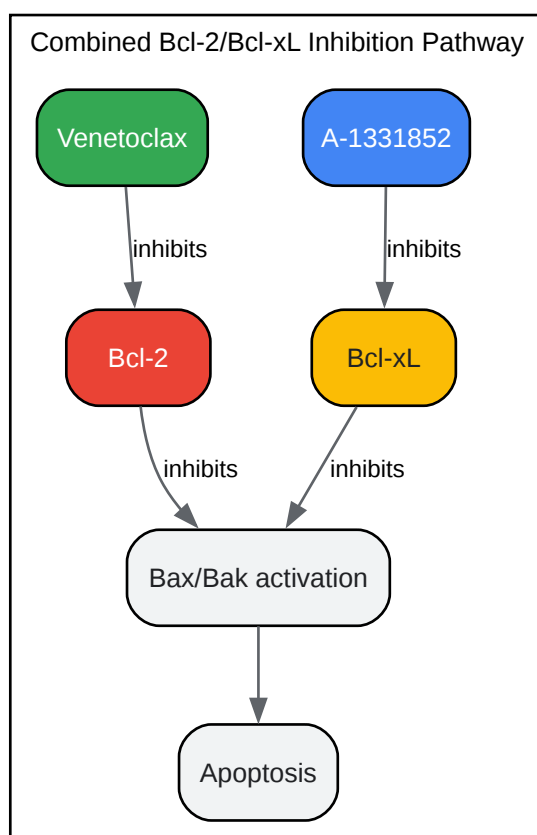 Combined Bcl-2/Bcl-xL Inhibition Pathway
Venetoclax
A-1331852
inhibits
inhibits
Bcl-2
Bcl-xL
inhibits
inhibits
Bax/Bak activation
Apoptosis